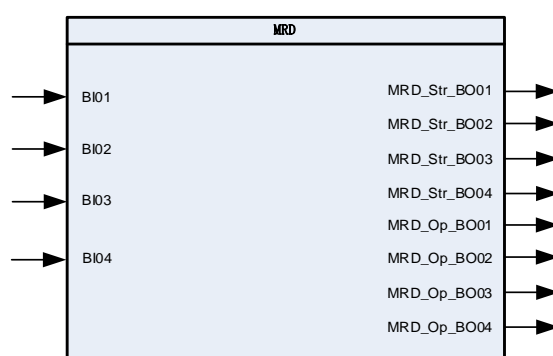 MRD
BI01
BI02
BI03
BI04
MRD_Str_BO01
MRD_Str_BO02
MRD_Str_BO03
MRD_Str_BO04
MRD_Op_BO01
MRD_Op_BO02
MRD_Op_BO03
MRD_Op_BO04